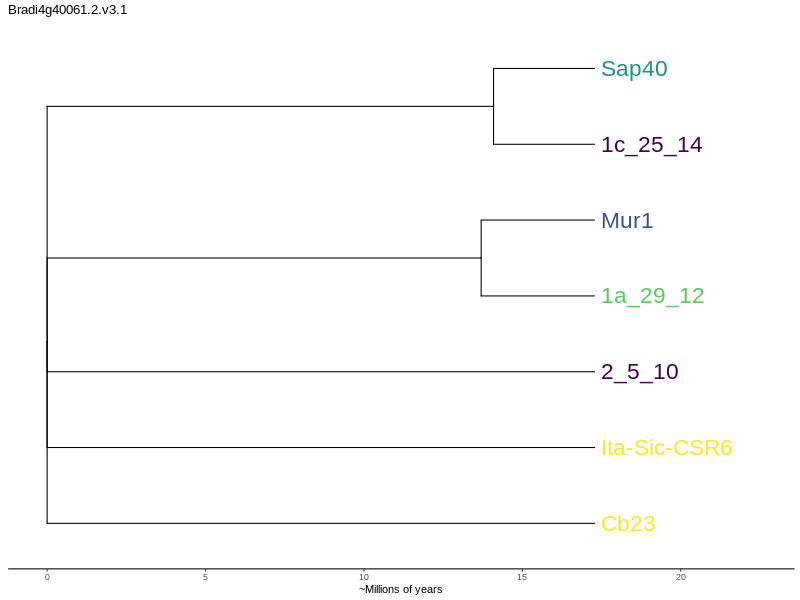 Bradi4g40061.2.v3.1
Sap40
1c_25_14
Mur1
1a_29_12
2_5_10
Ita-Sic-CSR6
Cb23
0 5 10 15 20
~Millions of years